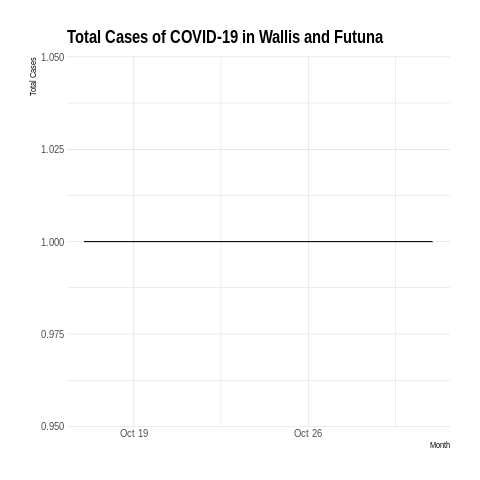 Total Cases of COVID-19 in Wallis and Futuna
Total Cases
1.050
1.025
1.000
0.975
0.950
Oct 19
Oct 26
Month